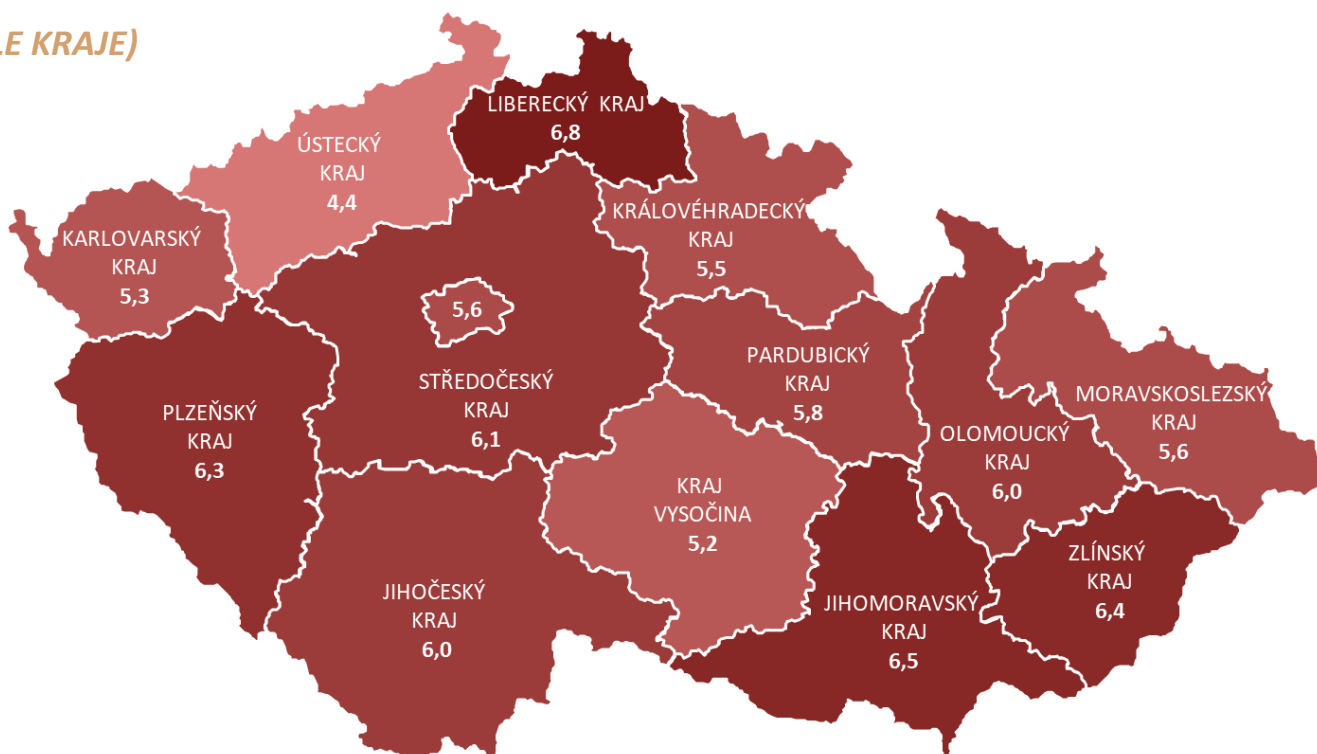 LE KRAJE)
LIBERECKÝ KRAJ
6,8
ÚSTECKÝ
KRAJ
4,4
KRÁLOVÉHRADECKÝ
KRAJ
5,5
KARLOVARSKÝ
KRAJ
5,3
5,6
STŘEDOČESKÝ
KRAJ
6,1
PARDUBICKÝ
KRAJ
5,8
MORAVSKOSLEZSKÝ
KRAJ
5,6
PLZEŇSKÝ
KRAJ
6,3
OLOMOUCKÝ
KRAJ
6,0
KRAJ
VYSOČINA
5,2
ZLÍNSKÝ
KRAJ
6,4
JIHOČESKÝ
KRAJ
6,0
JIHOMORAVSKÝ
KRAJ
6,5